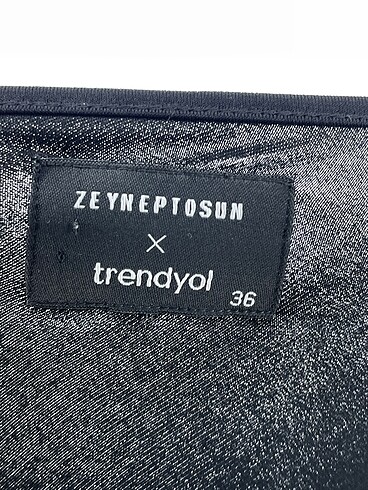 ZEYNEPTOSUN
×
trendyol
36